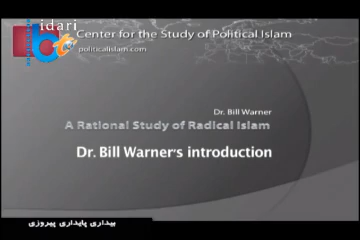 idari
Center for the Study of Political Islam
politicalislam.com
Dr. Bill Warner
A Rational Study of Radical Islam
Dr. Bill Warner's introduction
بیداری پایداری پیروزی